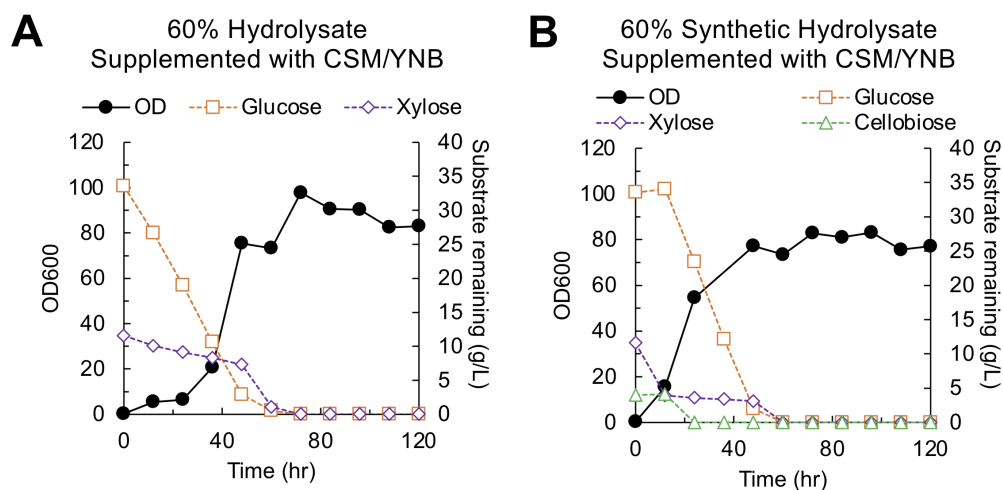 A
60% Hydrolysate
Supplemented with CSM/YNB
OD Glucose Xylose
120
100
80
60
40
20
0
OD600
40
35
30
25
20
15
10
5
0
Substrate remaining (g/L)
0 40 80 120
Time (hr)
B
60% Synthetic Hydrolysate
Supplemented with CSM/YNB
OD Glucose
Xylose Cellobiose
120
100
80
60
40
20
0
OD600
40
35
30
25
20
15
10
5
0
Substrate remaining (g/L)
0 40 80 120
Time (hr)